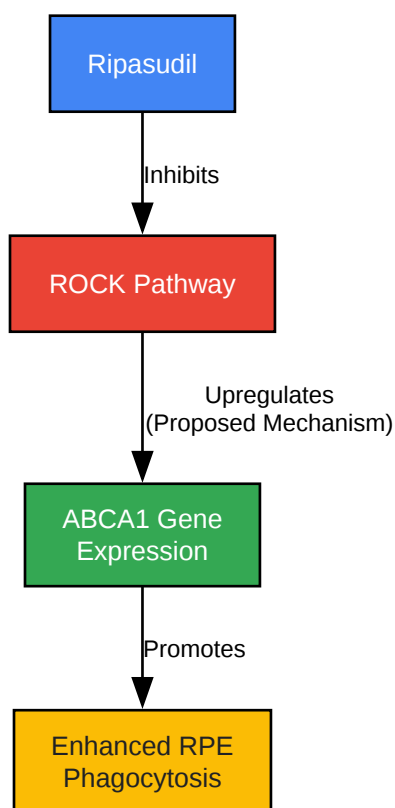 Ripasudil
Inhibits
ROCK Pathway
Upregulates
(Proposed Mechanism)
ABCA1 Gene
Expression
Promotes
Enhanced RPE
Phagocytosis